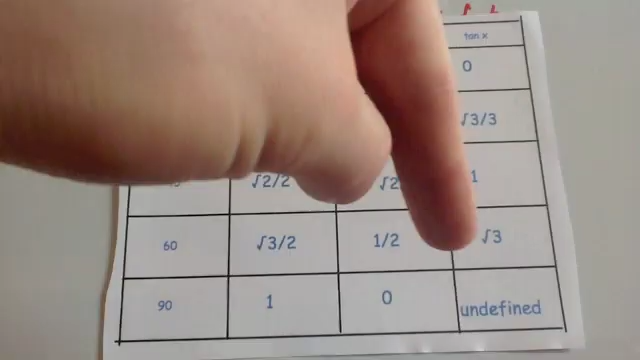 tan x
0
√3/3
√2/2 √2 1
60 √3/2 1/2 √3
90 1 0 undefined